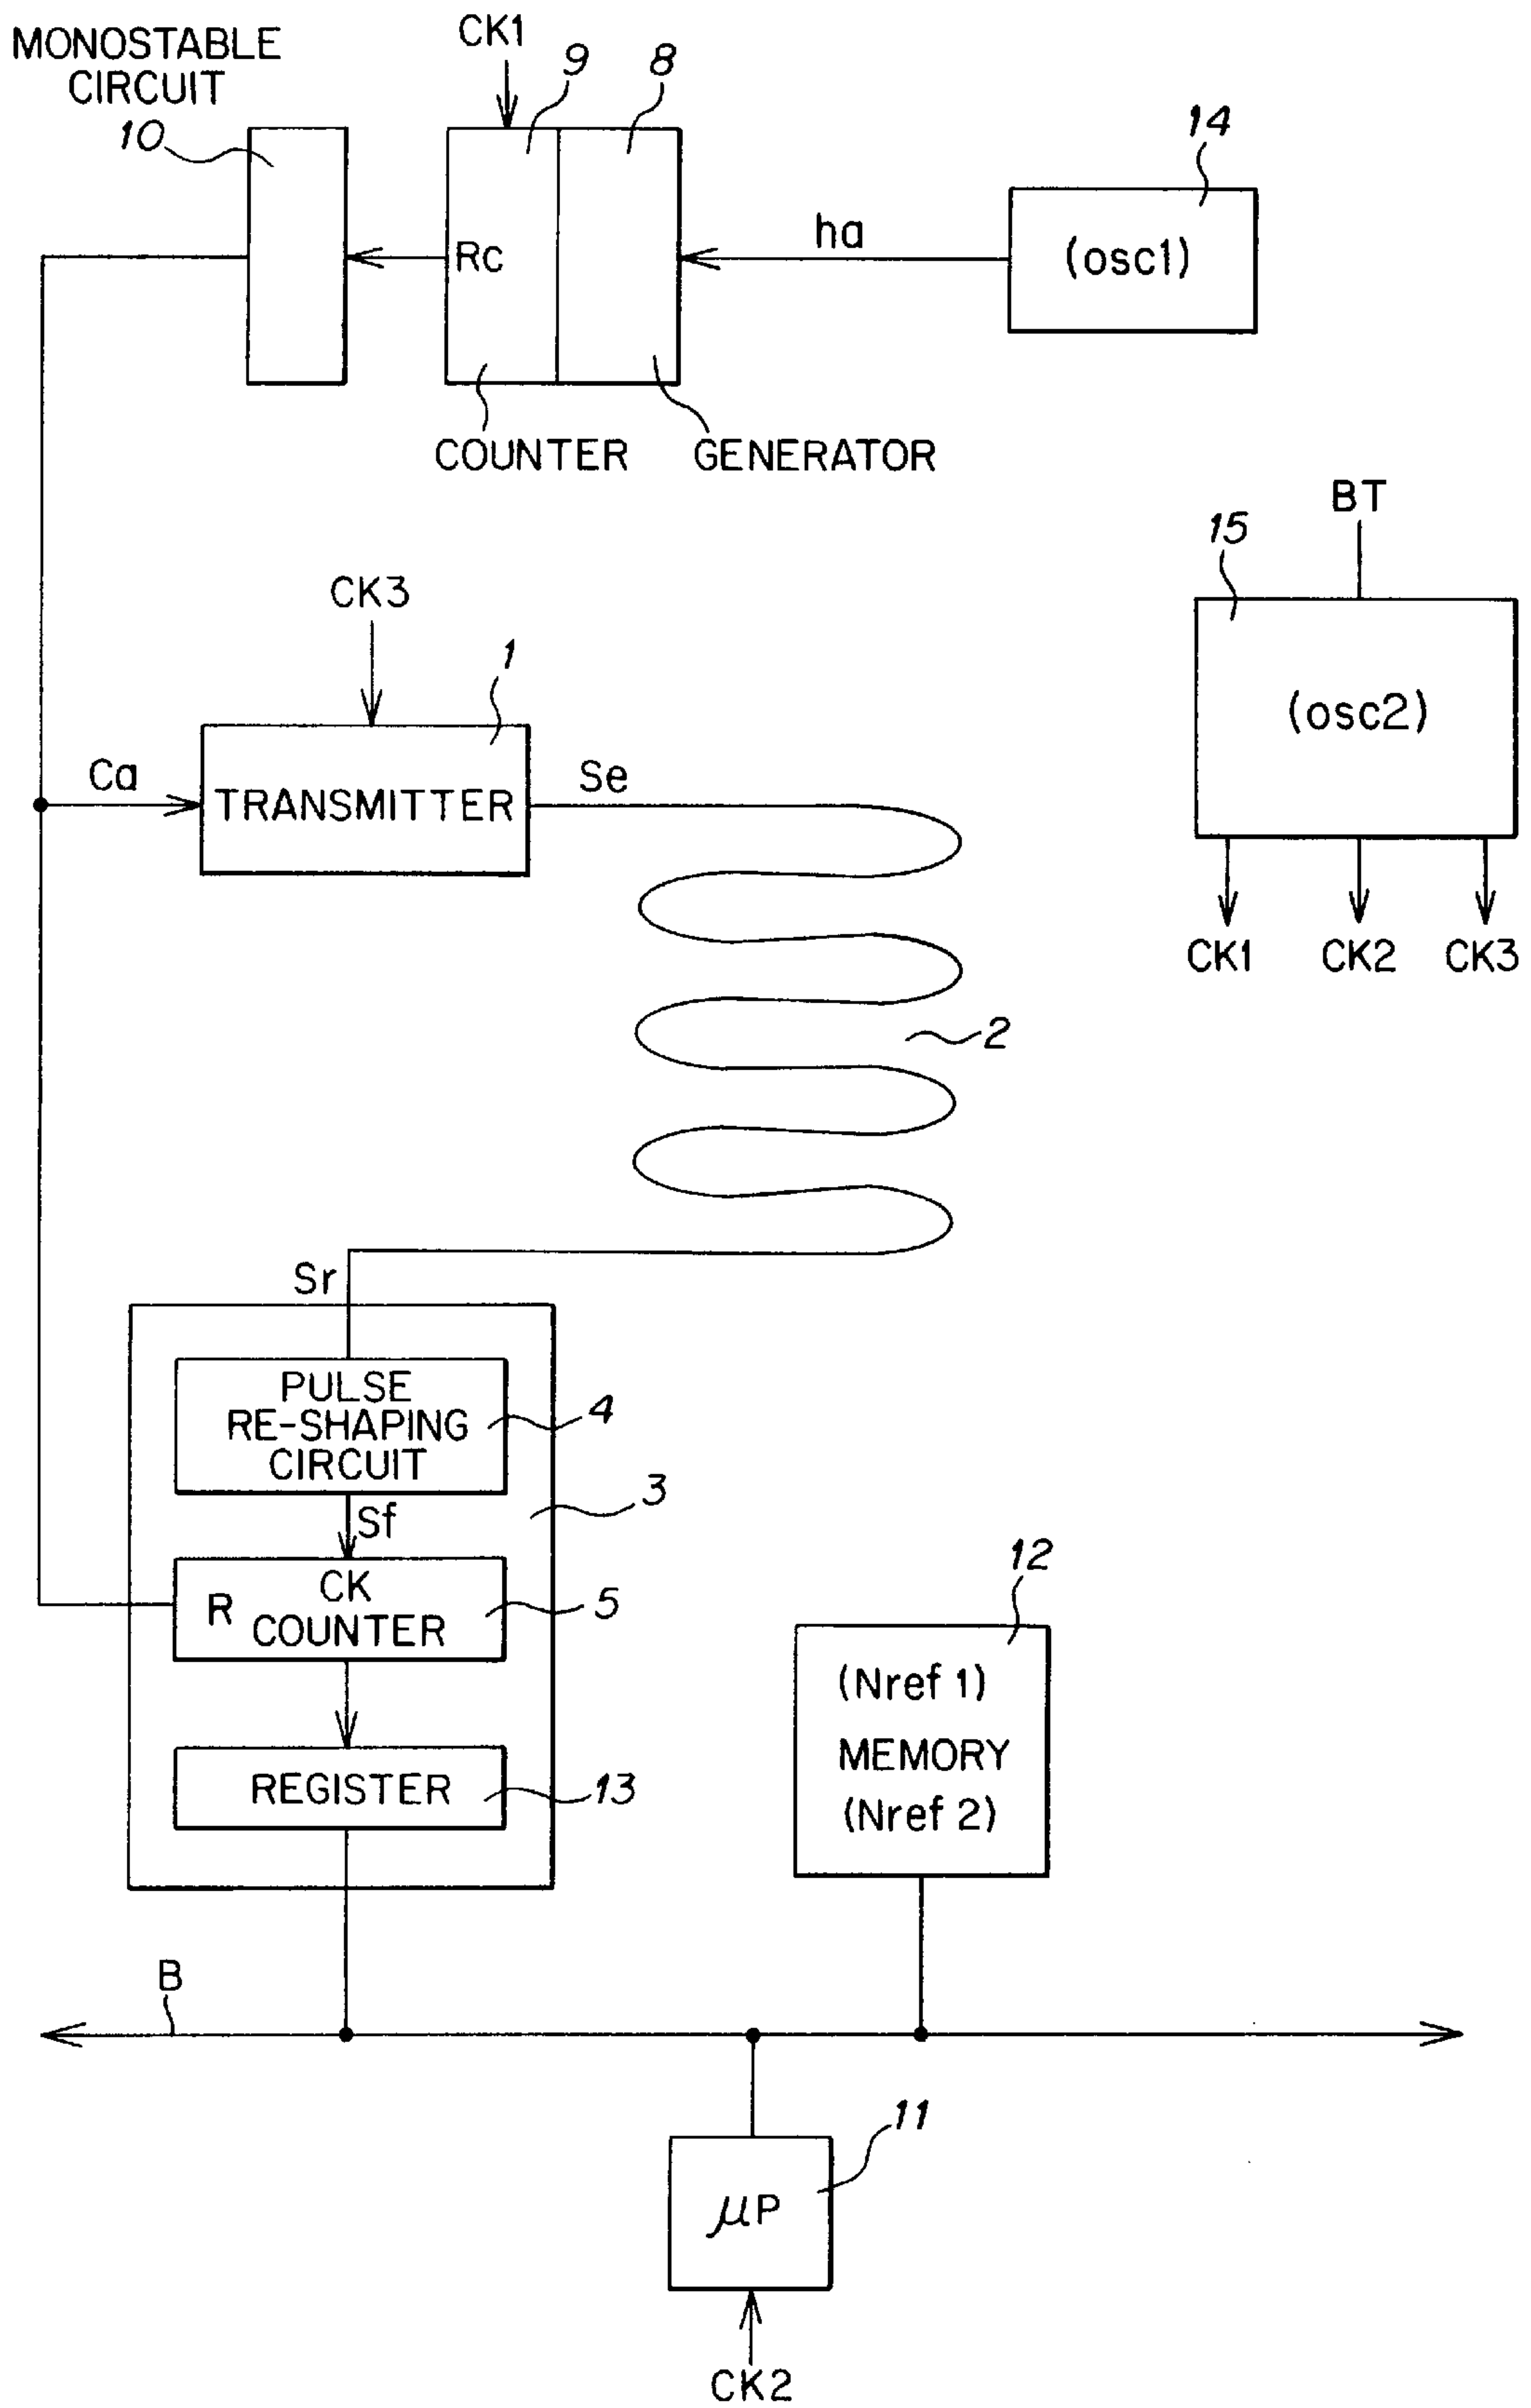 MONOSTABLE
CIRCUIT
10
CK1
9
8
14
Rc
ha
(osc1)
COUNTER
GENERATOR
BT
15
CK3
1
(osc2)
Ca
TRANSMITTER
Se
CK1
CK2
CK3
2
Sr
PULSE
RE-SHAPING
CIRCUIT
4
3
Sf
CK
R
COUNTER
5
12
(Nref 1)
MEMORY
(Nref 2)
REGISTER
13
B
11
µP
CK2